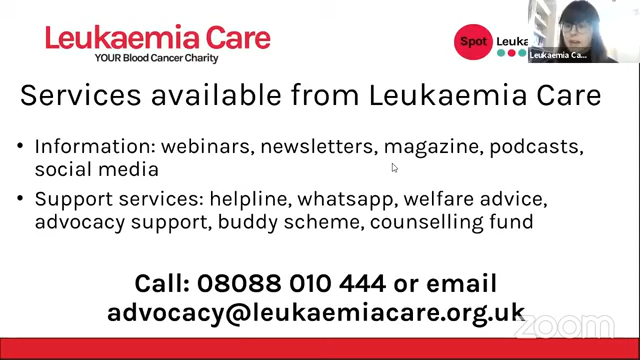 Leukaemia Care
YOUR Blood Cancer Charity
Spot
Leuka
Leukaemia Ca...
Services available from Leukaemia Care
• Information: webinars, newsletters, magazine, podcasts,
social media
• Support services: helpline, whatsapp, welfare advice,
advocacy support, buddy scheme, counselling fund
Call: 08088 010 444 or email
advocacy@leukaemiacare.org.uk
zoom